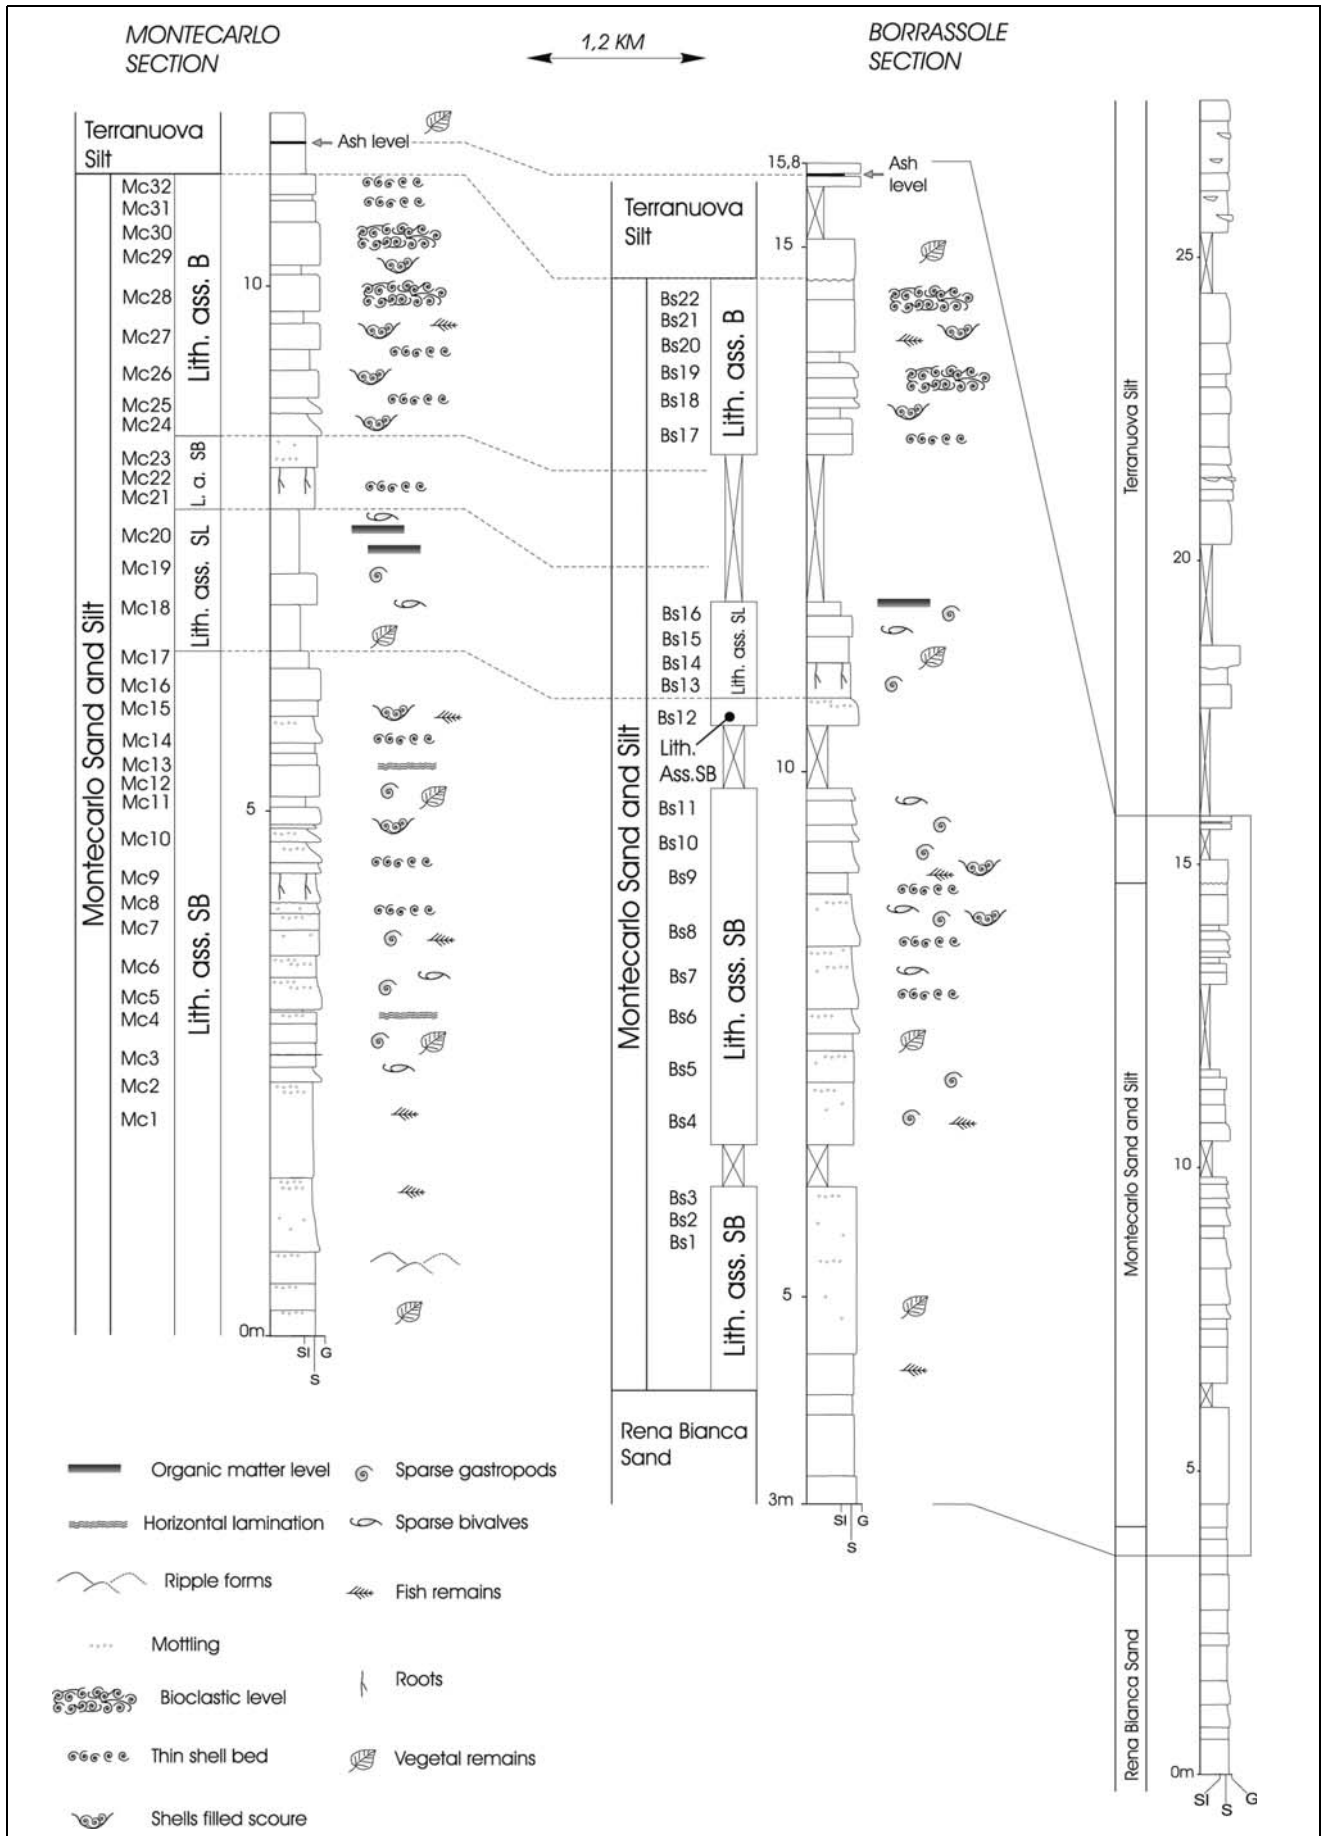 MONTECARLO
SECTION
1,2 KM
BORRASSOLE
SECTION
Terranuova
Silt
Ash level
Mc32
Mc31
Mc30
Mc29
Mc28
Mc27
Mc26
Mc25
Mc24
Mc23
Mc22
Mc21
Mc20
Mc19
Mc18
Mc17
Mc16
Mc15
Mc14
Mc13
Mc12
Mc11
Mc10
Mc9
Mc8
Mc7
Mc6
Mc5
Mc4
Mc3
Mc2
Mc1
Montecarlo Sand and Silt
Lith. ass. B
L. a. SB
Lith. ass. SL
Lith. ass. SB
10
5
0m
SI
G
S
15,8
Ash
level
Terranuova
Silt
15
Bs22
Bs21
Bs20
Bs19
Bs18
Bs17
Bs16
Bs15
Bs14
Bs13
Bs12
Lith.
Ass.SB
Bs11
Bs10
Bs9
Bs8
Bs7
Bs6
Bs5
Bs4
Bs3
Bs2
Bs1
Montecarlo Sand and Silt
Lith. ass. B
Lith. ass. SL
Lith. ass. SB
Lith. ass. SB
10
5
Rena Bianca
Sand
3m
SI
G
S
Terranuova Silt
Montecarlo Sand and Silt
Rena Bianca Sand
25
20
15
10
5
0m
SI
S
G
Organic matter level
Sparse gastropods
Horizontal lamination
Sparse bivalves
Ripple forms
Fish remains
Mottling
Roots
Bioclastic level
Thin shell bed
Vegetal remains
Shells filled scoure